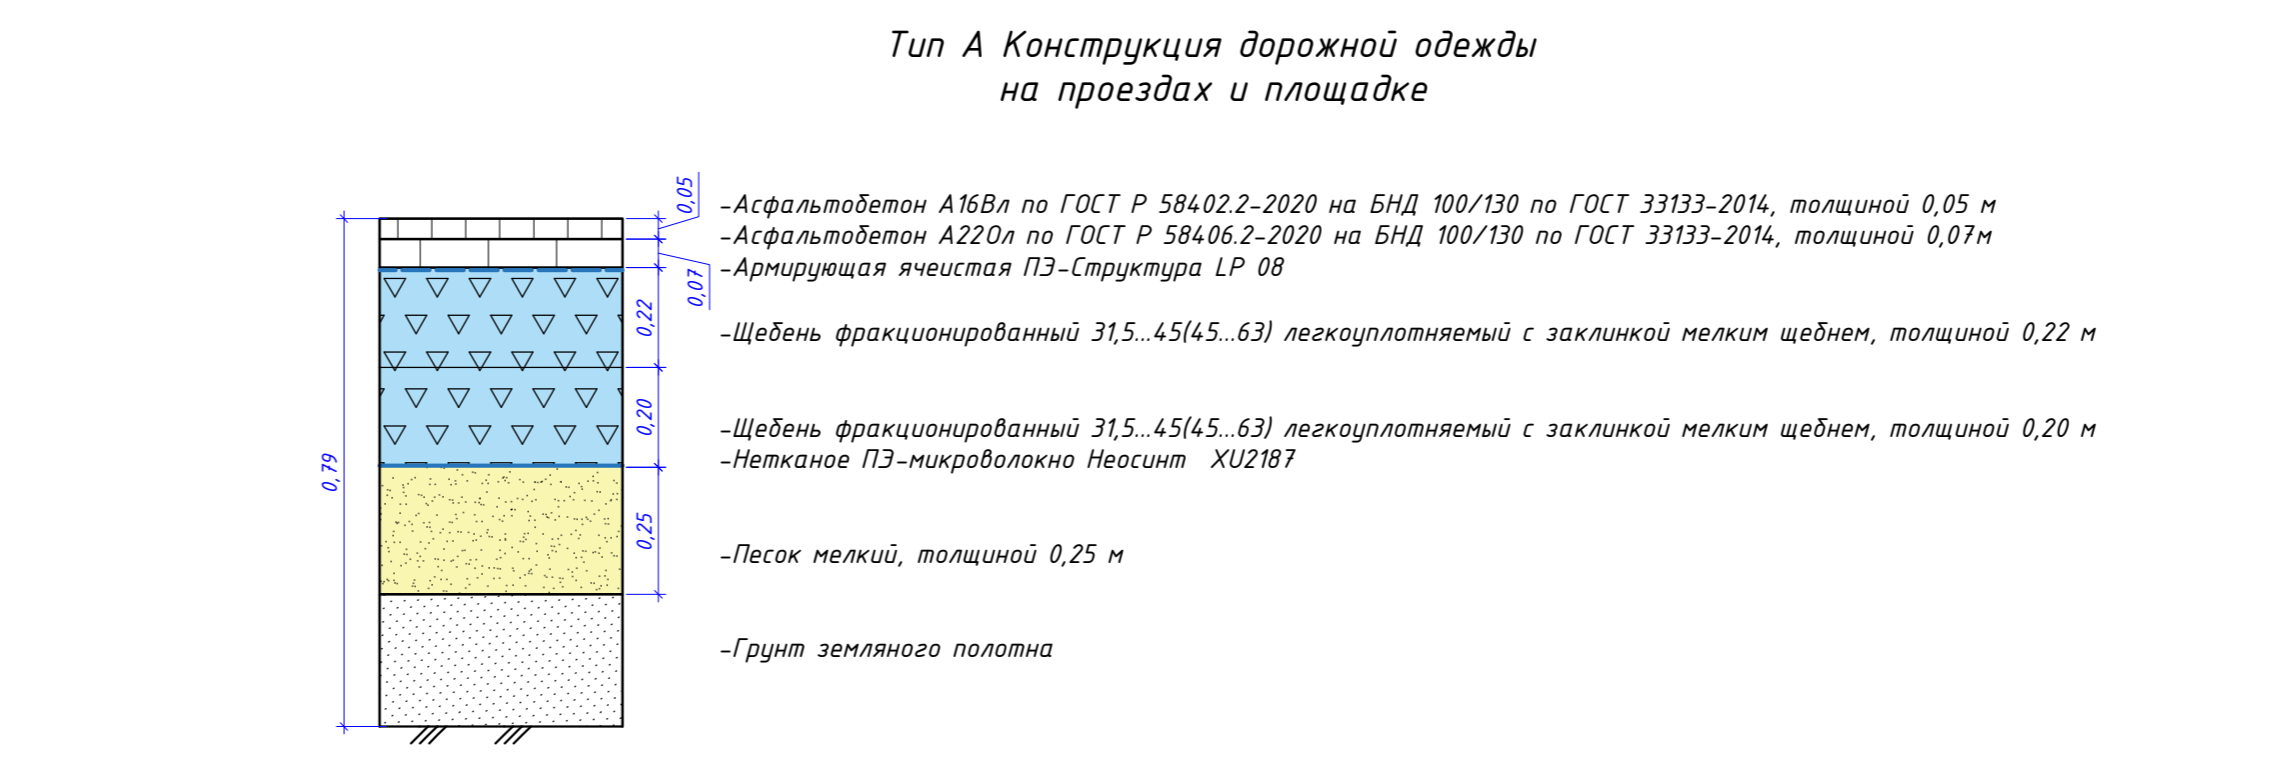 Тип А Конструкция дорожной одежды
на проездах и площадке
0,05
-Асфальтобетон А16Вл по ГОСТ Р 58402.2-2020 на БНД 100/130 по ГОСТ 33133-2014, толщиной 0,05 м
-Асфальтобетон А22Ол по ГОСТ Р 58406.2-2020 на БНД 100/130 по ГОСТ 33133-2014, толщиной 0,07м
0,07
-Армирующая ячеистая ПЭ-Структура LP 08
0,22
-Щебень фракционированный 31,5...45(45...63) легкоуплотняемый с заклинкой мелким щебнем, толщиной 0,22 м
0,20
-Щебень фракционированный 31,5...45(45...63) легкоуплотняемый с заклинкой мелким щебнем, толщиной 0,20 м
0,79
-Нетканое ПЭ-микроволокно Неосинт XU2187
0,25
-Песок мелкий, толщиной 0,25 м
-Грунт земляного полотна